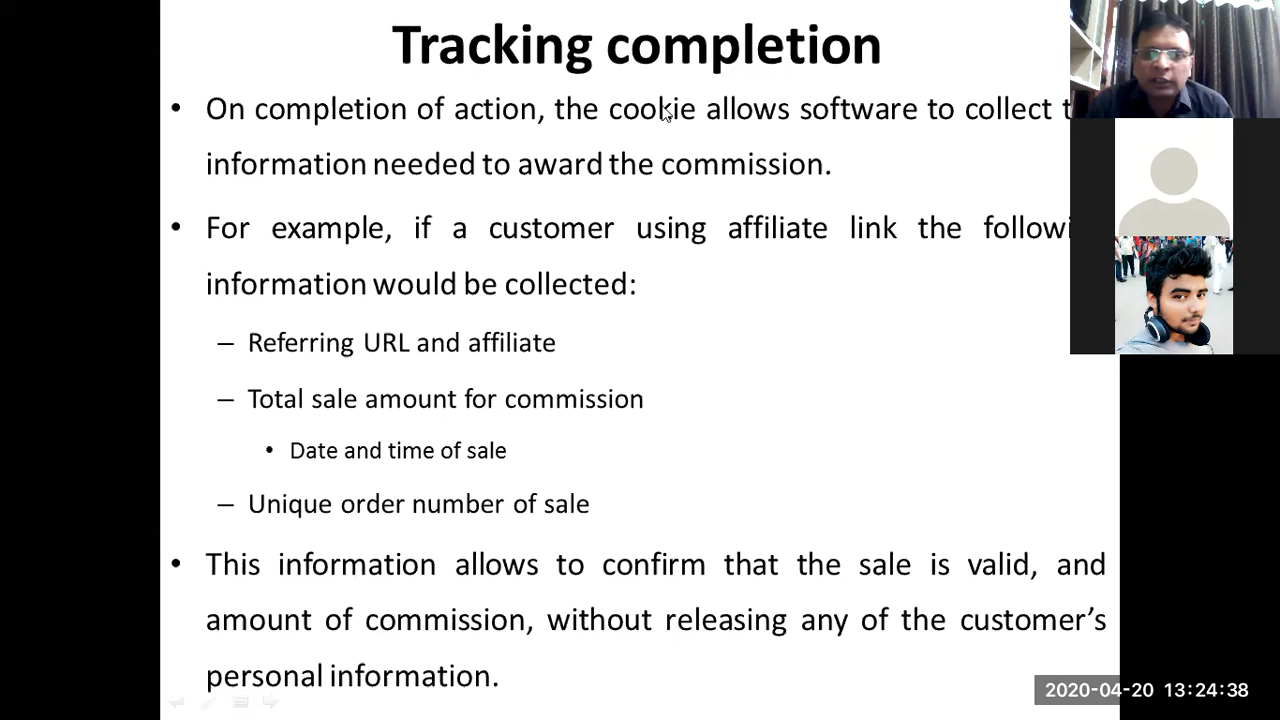 Tracking completion
• On completion of action, the cookie allows software to collect
information needed to award the commission.
• For example, if a customer using affiliate link the
information would be collected:
– Referring URL and affiliate
– Total sale amount for commission
• Date and time of sale
– Unique order number of sale
• This information allows to confirm that the sale is valid, and
amount of commission, without releasing any of the customer’s
personal information.
2020-04-20 13:24:38